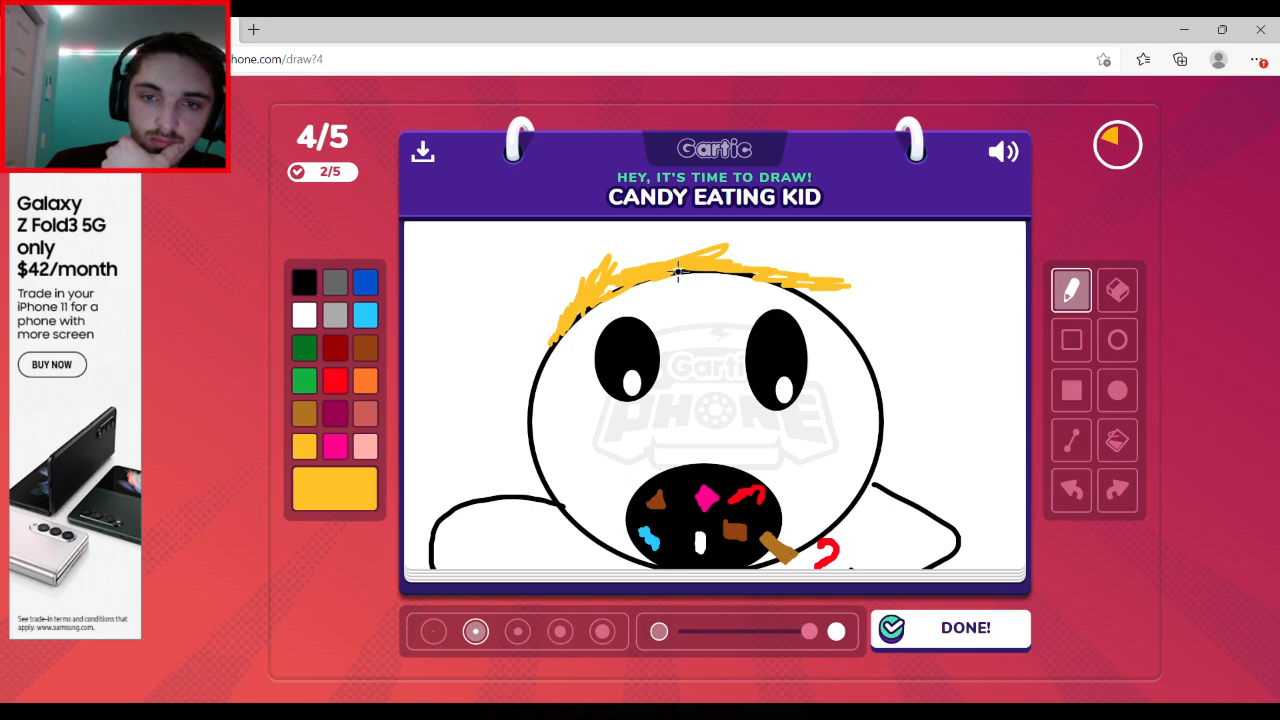 hone.com/draw?4
4/5
2/5
Gartic
HEY, IT'S TIME TO DRAW!
CANDY EATING KID
Gartic
PHONE
Galaxy
Z Fold3 5G
only
$42/month
Trade in your
iPhone 11 for a
phone with
more screen
BUY NOW
See trade-in terms and conditions that
apply. www.samsung.com.
DONE!